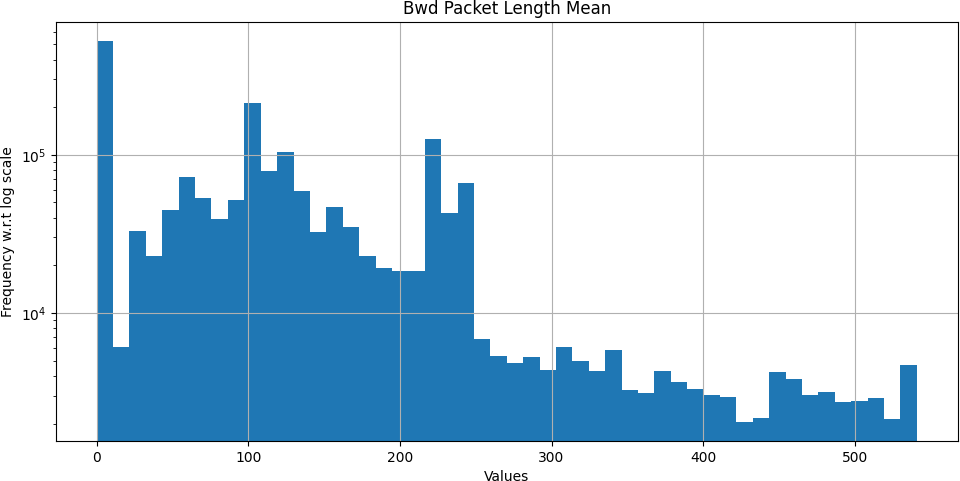 Bwd Packet Length Mean
Frequency w.r.t log scale
10^5
10^4
0 100 200 300 400 500
Values